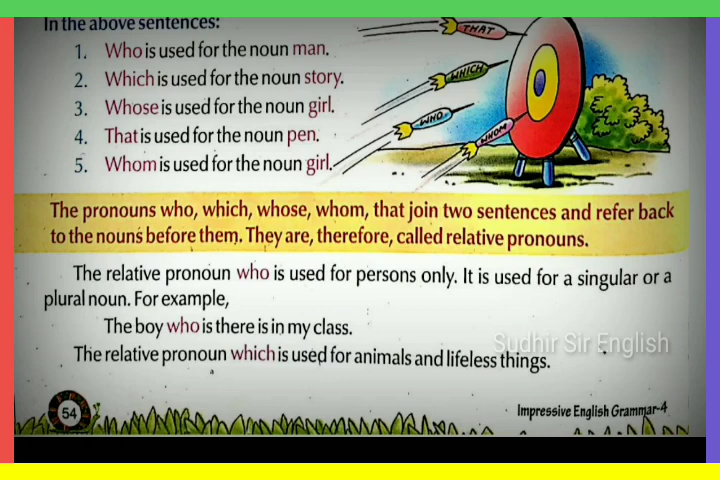 In the above sentences:
1. Who is used for the noun man.
2. Which is used for the noun story.
3. Whose is used for the noun girl.
4. That is used for the noun pen.
5. Whom is used for the noun girl.
THAT
WHICH
WHO
WHOM
The pronouns who, which, whose, whom, that join two sentences and refer back
to the nouns before them. They are, therefore, called relative pronouns.
The relative pronoun who is used for persons only. It is used for a singular or a
plural noun. For example,
The boy who is there is in my class.
Sudhir Sir English
The relative pronoun which is used for animals and lifeless things.
54
Impressive English Grammar-4